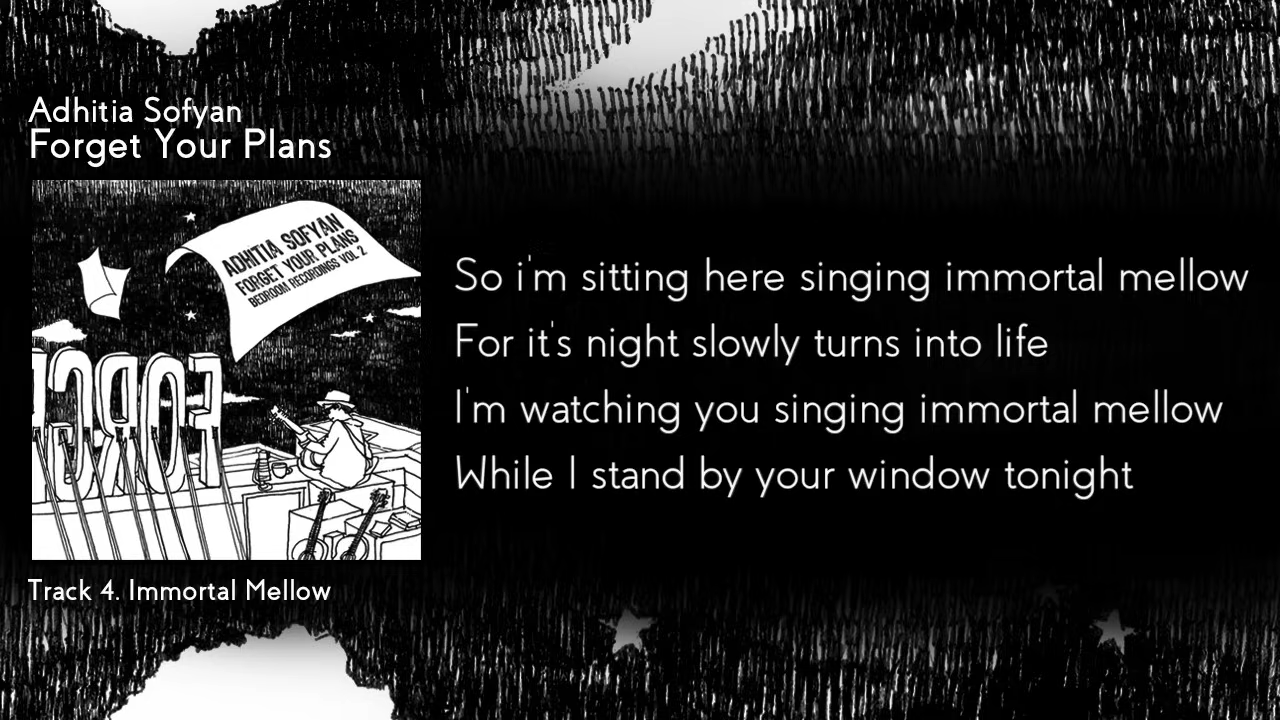 Adhitia Sofyan
Forget Your Plans
ADHITIA SOFYAN
FORGET YOUR PLANS
BEDROOM RECORDINGS VOL 2
FORG
Track 4. Immortal Mellow
So i'm sitting here singing immortal mellow
For it's night slowly turns into life
I'm watching you singing immortal mellow
While I stand by your window tonight